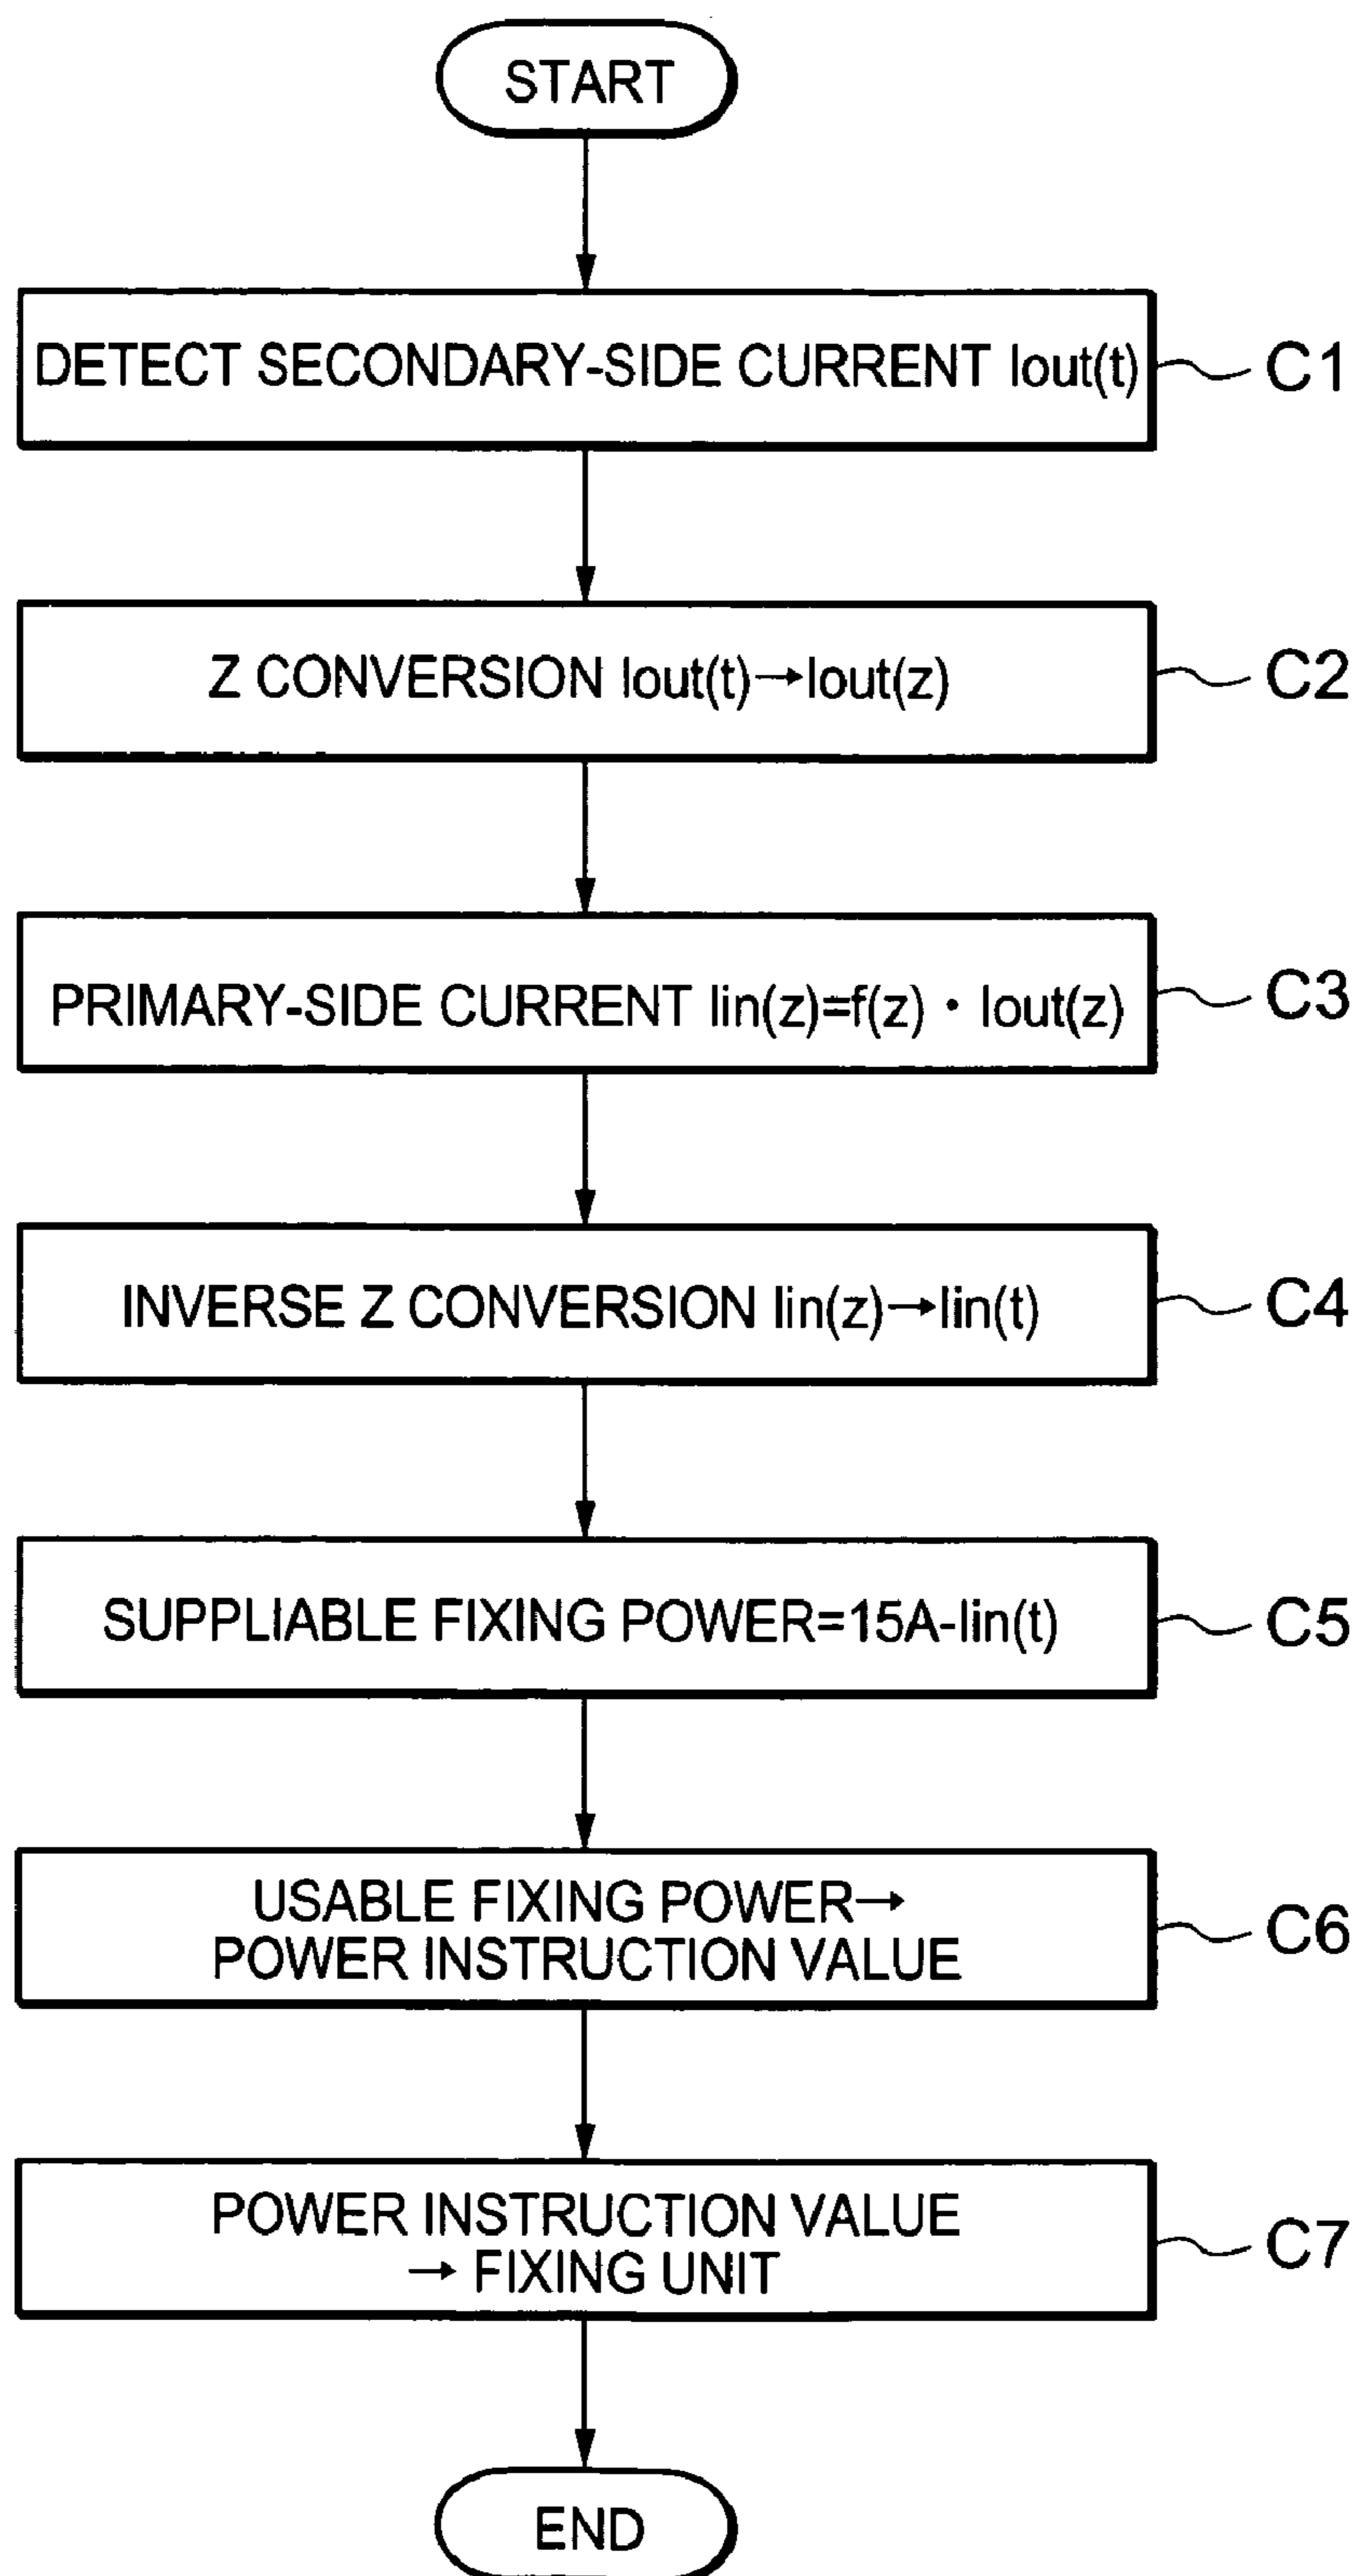 START
DETECT SECONDARY-SIDE CURRENT Iout(t)
C1
Z CONVERSION Iout(t)→Iout(z)
C2
PRIMARY-SIDE CURRENT Iin(z)=f(z)・Iout(z)
C3
INVERSE Z CONVERSION Iin(z)→Iin(t)
C4
SUPPLIABLE FIXING POWER=15A-Iin(t)
C5
USABLE FIXING POWER→
POWER INSTRUCTION VALUE
C6
POWER INSTRUCTION VALUE
→ FIXING UNIT
C7
END